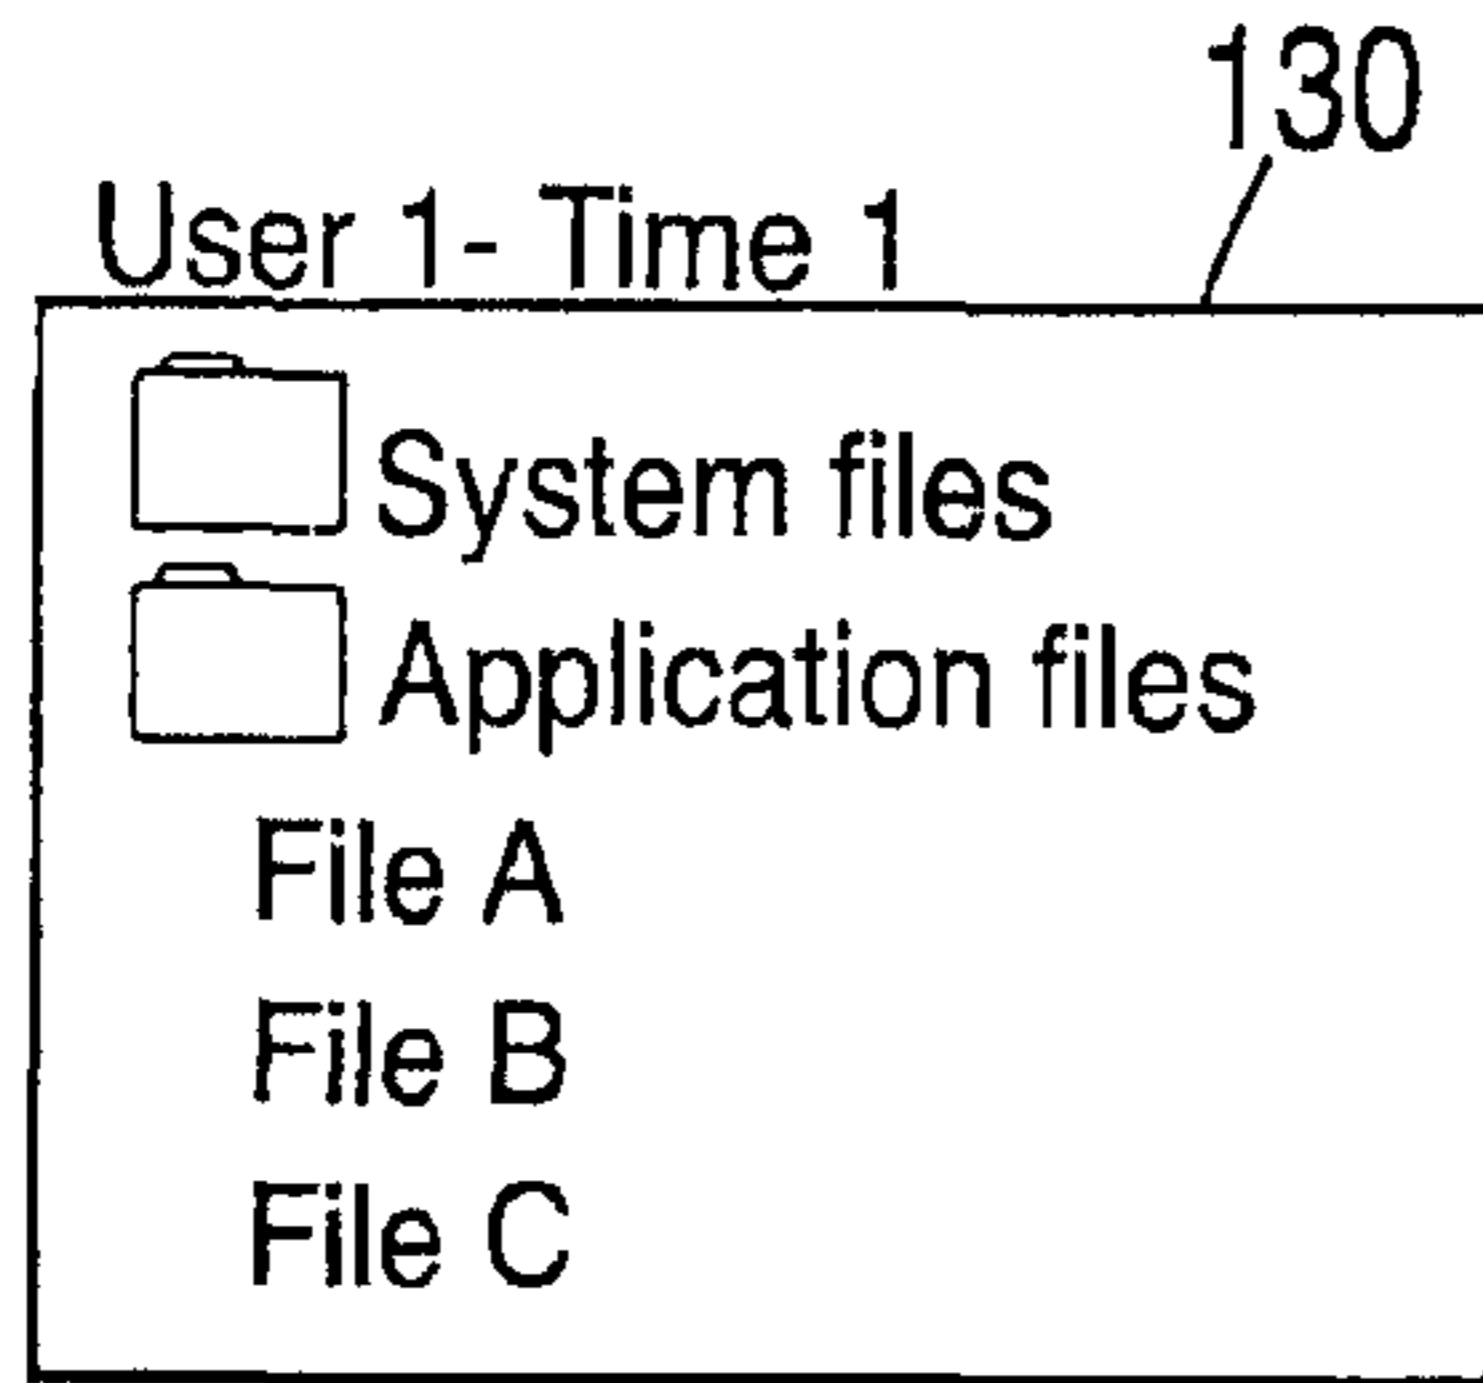 130
User 1- Time 1
System files
Application files
File A
File B
File C